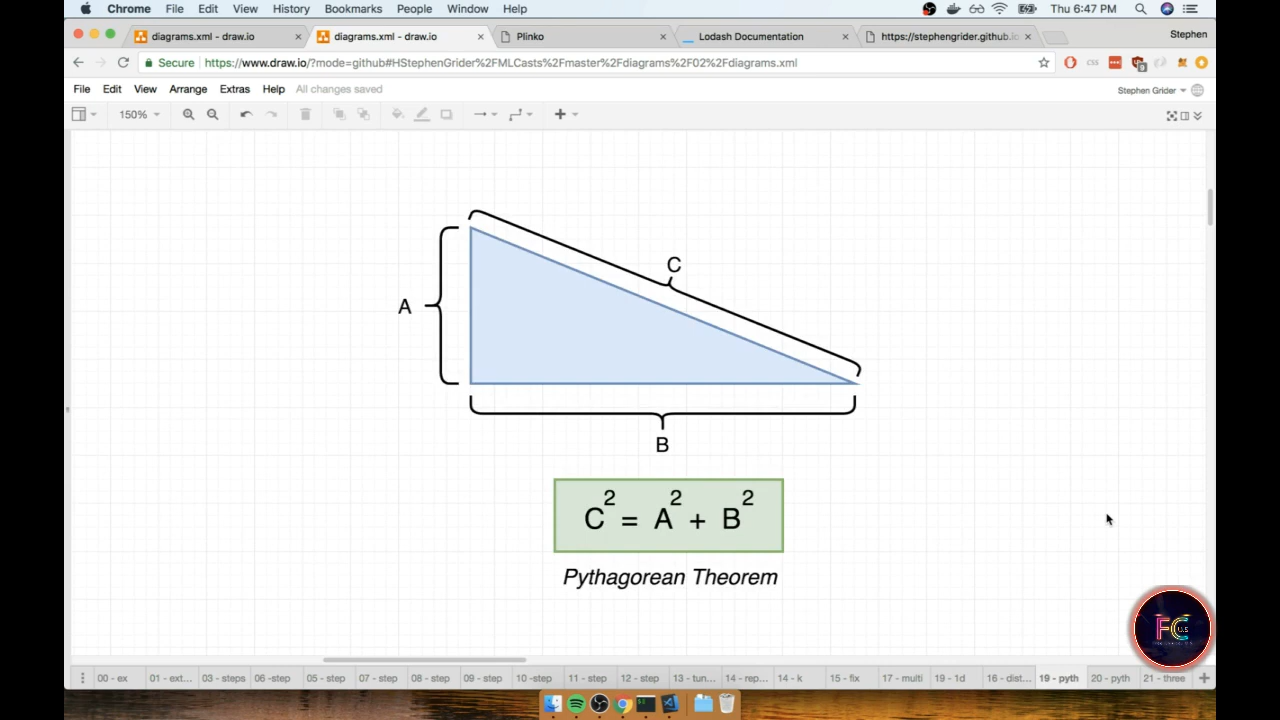 Chrome File Edit View History Bookmarks People Window Help Thu 6:47 PM
diagrams.xml - draw.io diagrams.xml - draw.io Plinko Lodash Documentation https://stephengrider.github.io Stephen
Secure https://www.draw.io/?mode=github#HStephenGrider%2FMLCasts%2Fmaster%2Fdiagrams%2F02%2Fdiagrams.xml
File Edit View Arrange Extras Help All changes saved Stephen Grider
150%
C
A
B
C² = A² + B²
Pythagorean Theorem
FC
00 - ex 01 - ext... 03 - steps 06 -step 05 - step 07 - step 08 - step 09 - step 10 -step 11 - step 12 - step 13 - tun... 14 - rep... 14 - k 15 - fix 17 - multi 19 - 1d 16 - dist... 19 - pyth 20 - pyth 21 - three